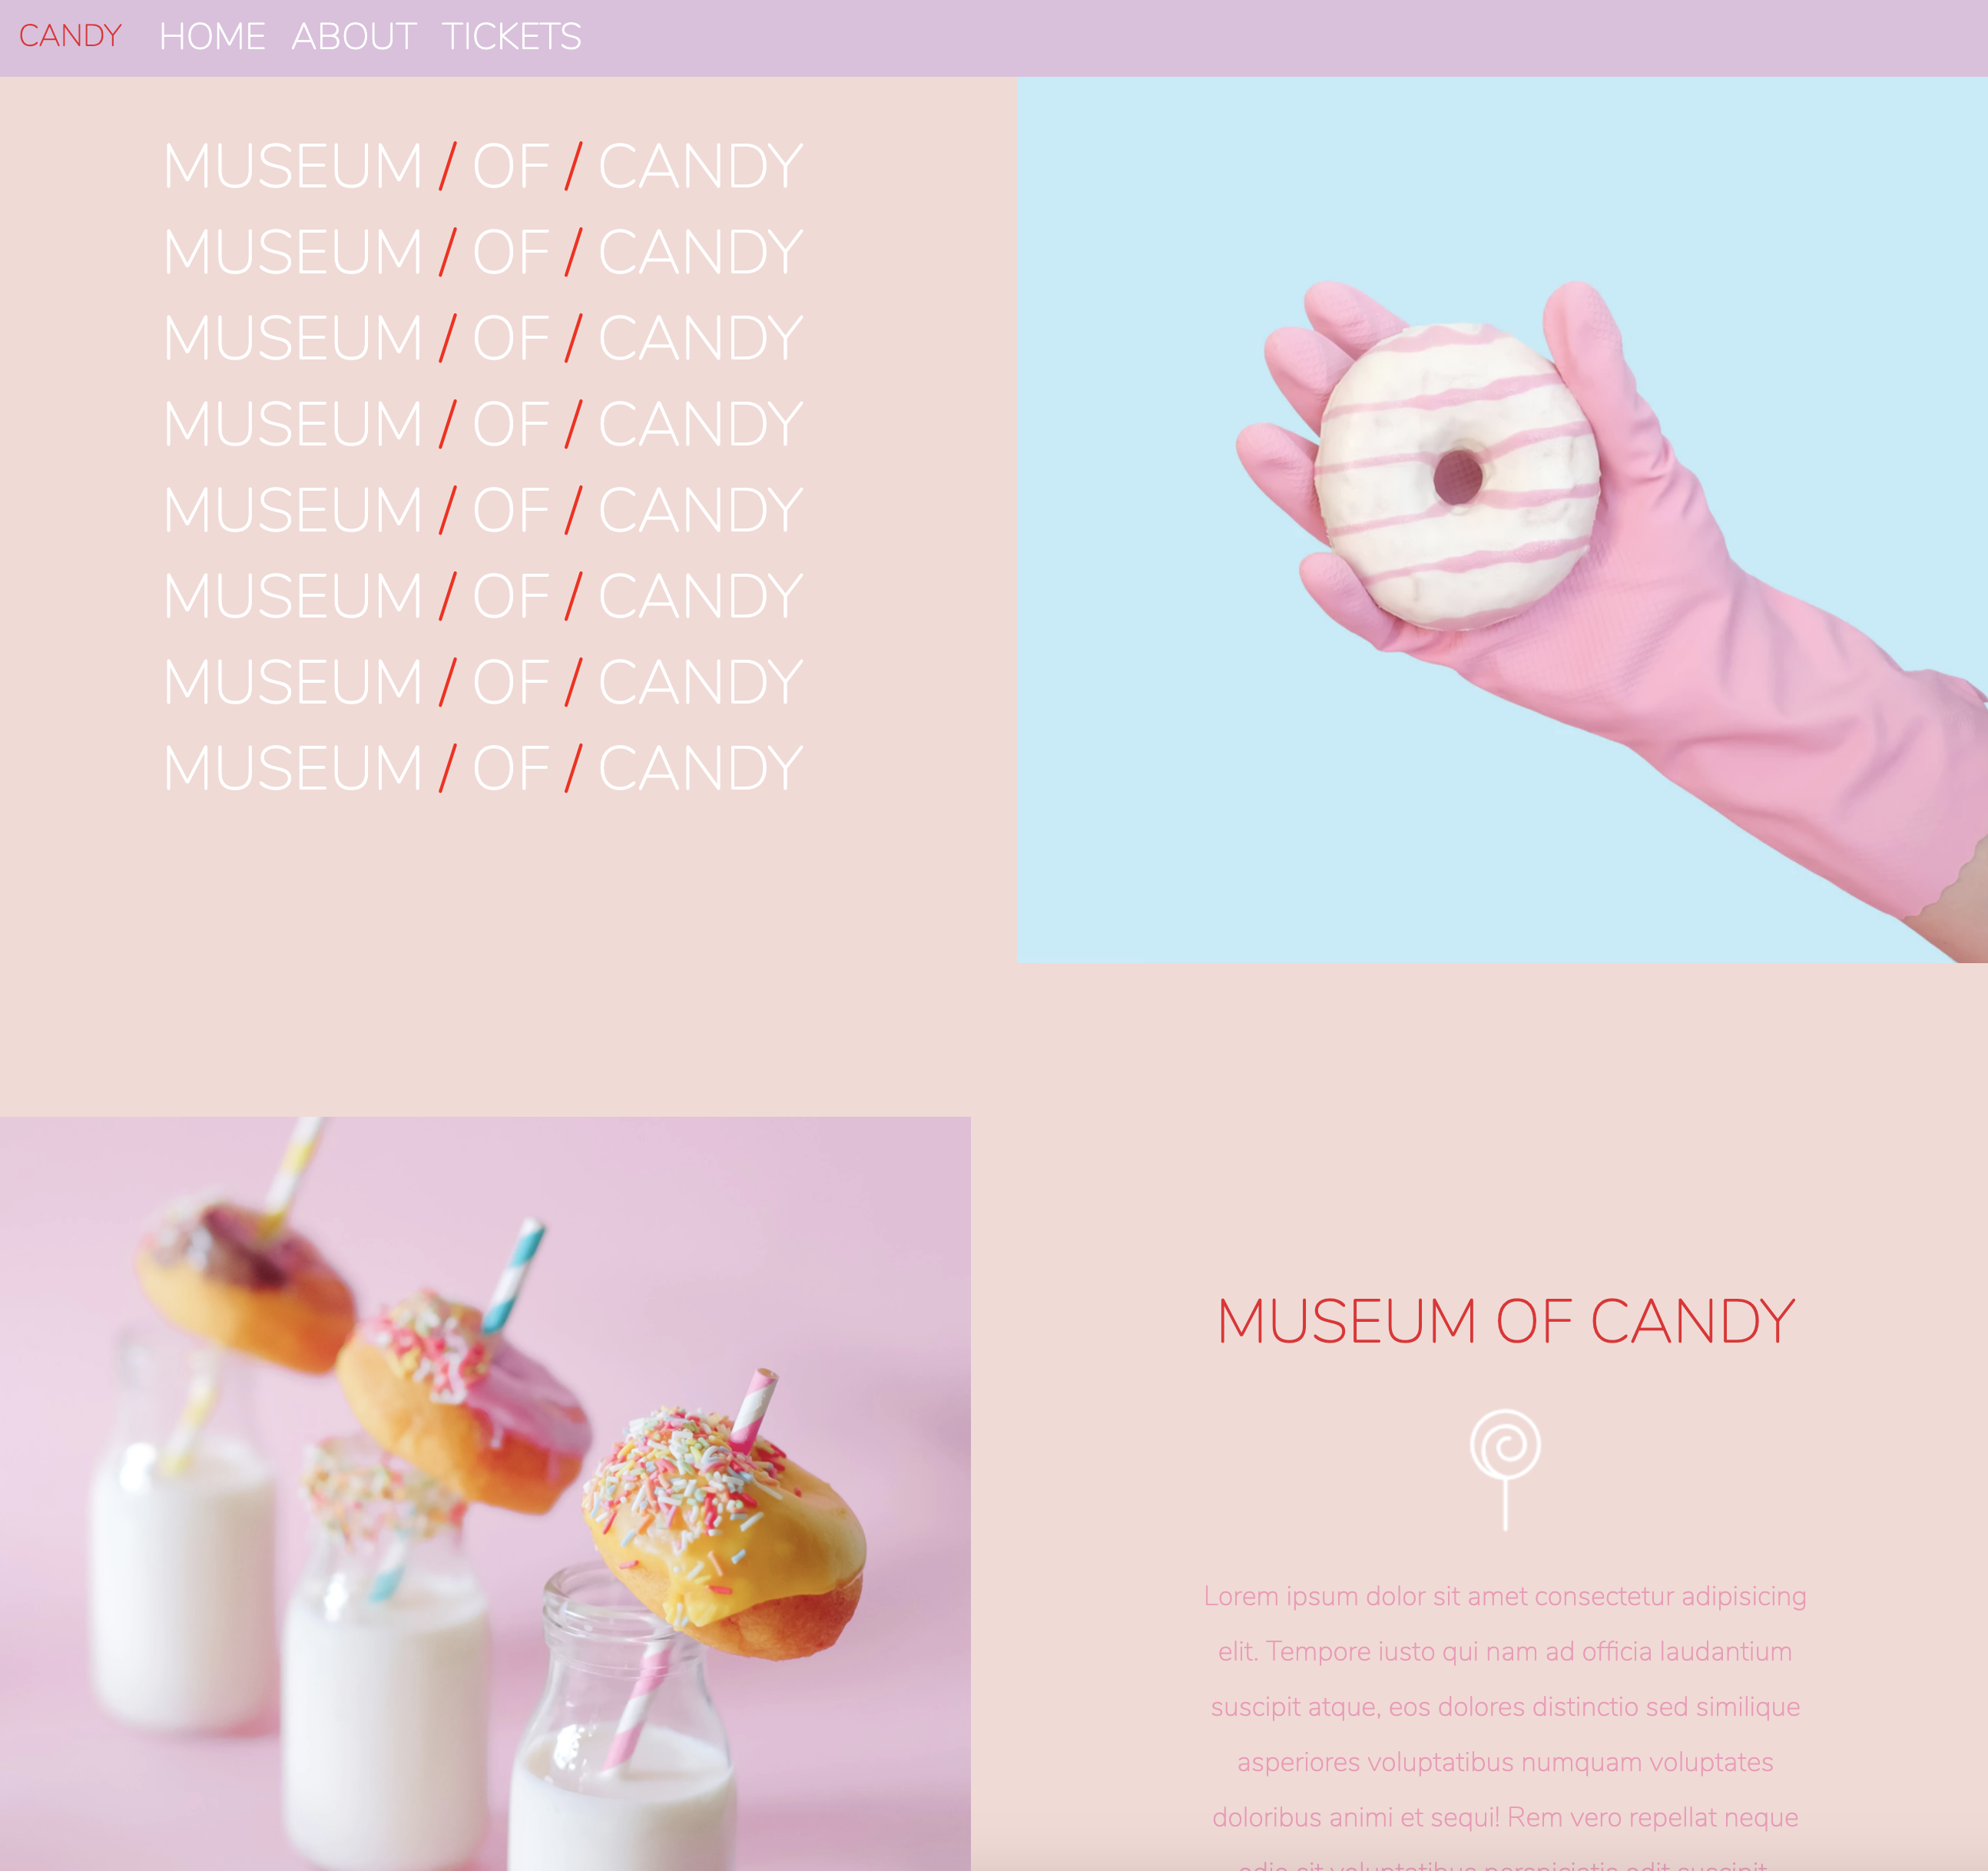 CANDY HOME ABOUT TICKETS
MUSEUM / OF / CANDY
MUSEUM / OF / CANDY
MUSEUM / OF / CANDY
MUSEUM / OF / CANDY
MUSEUM / OF / CANDY
MUSEUM / OF / CANDY
MUSEUM / OF / CANDY
MUSEUM / OF / CANDY
MUSEUM OF CANDY
Lorem ipsum dolor sit amet consectetur adipisicing
elit. Tempore iusto qui nam ad officia laudantium
suscipit atque, eos dolores distinctio sed similique
asperiores voluptatibus numquam voluptates
doloribus animi et sequi! Rem vero repellat neque